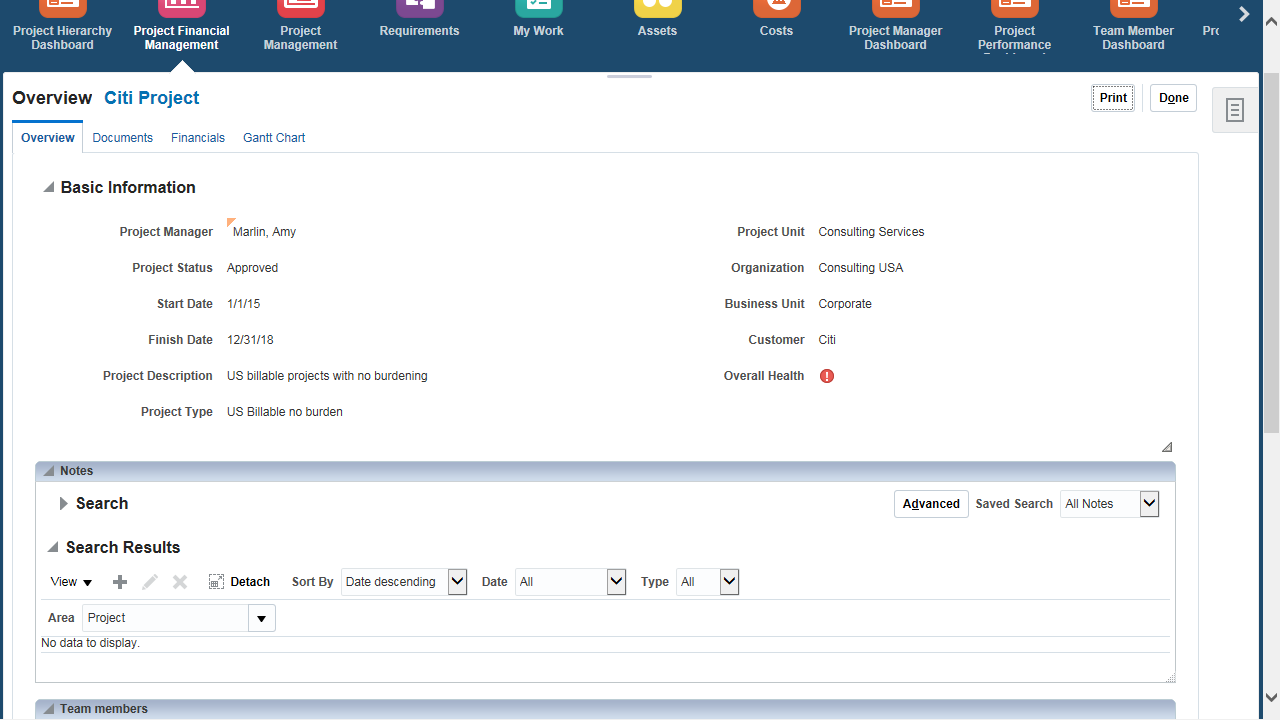 Project Hierarchy Dashboard
Project Financial Management
Project Management
Requirements
My Work
Assets
Costs
Project Manager Dashboard
Project Performance
Team Member Dashboard
Overview Citi Project
Print
Done
Overview Documents Financials Gantt Chart
Basic Information
Project Manager Marlin, Amy
Project Status Approved
Start Date 1/1/15
Finish Date 12/31/18
Project Description US billable projects with no burdening
Project Type US Billable no burden
Project Unit Consulting Services
Organization Consulting USA
Business Unit Corporate
Customer Citi
Overall Health
Notes
Search
Advanced Saved Search All Notes
Search Results
View Detach Sort By Date descending Date All Type All
Area Project
No data to display.
Team members